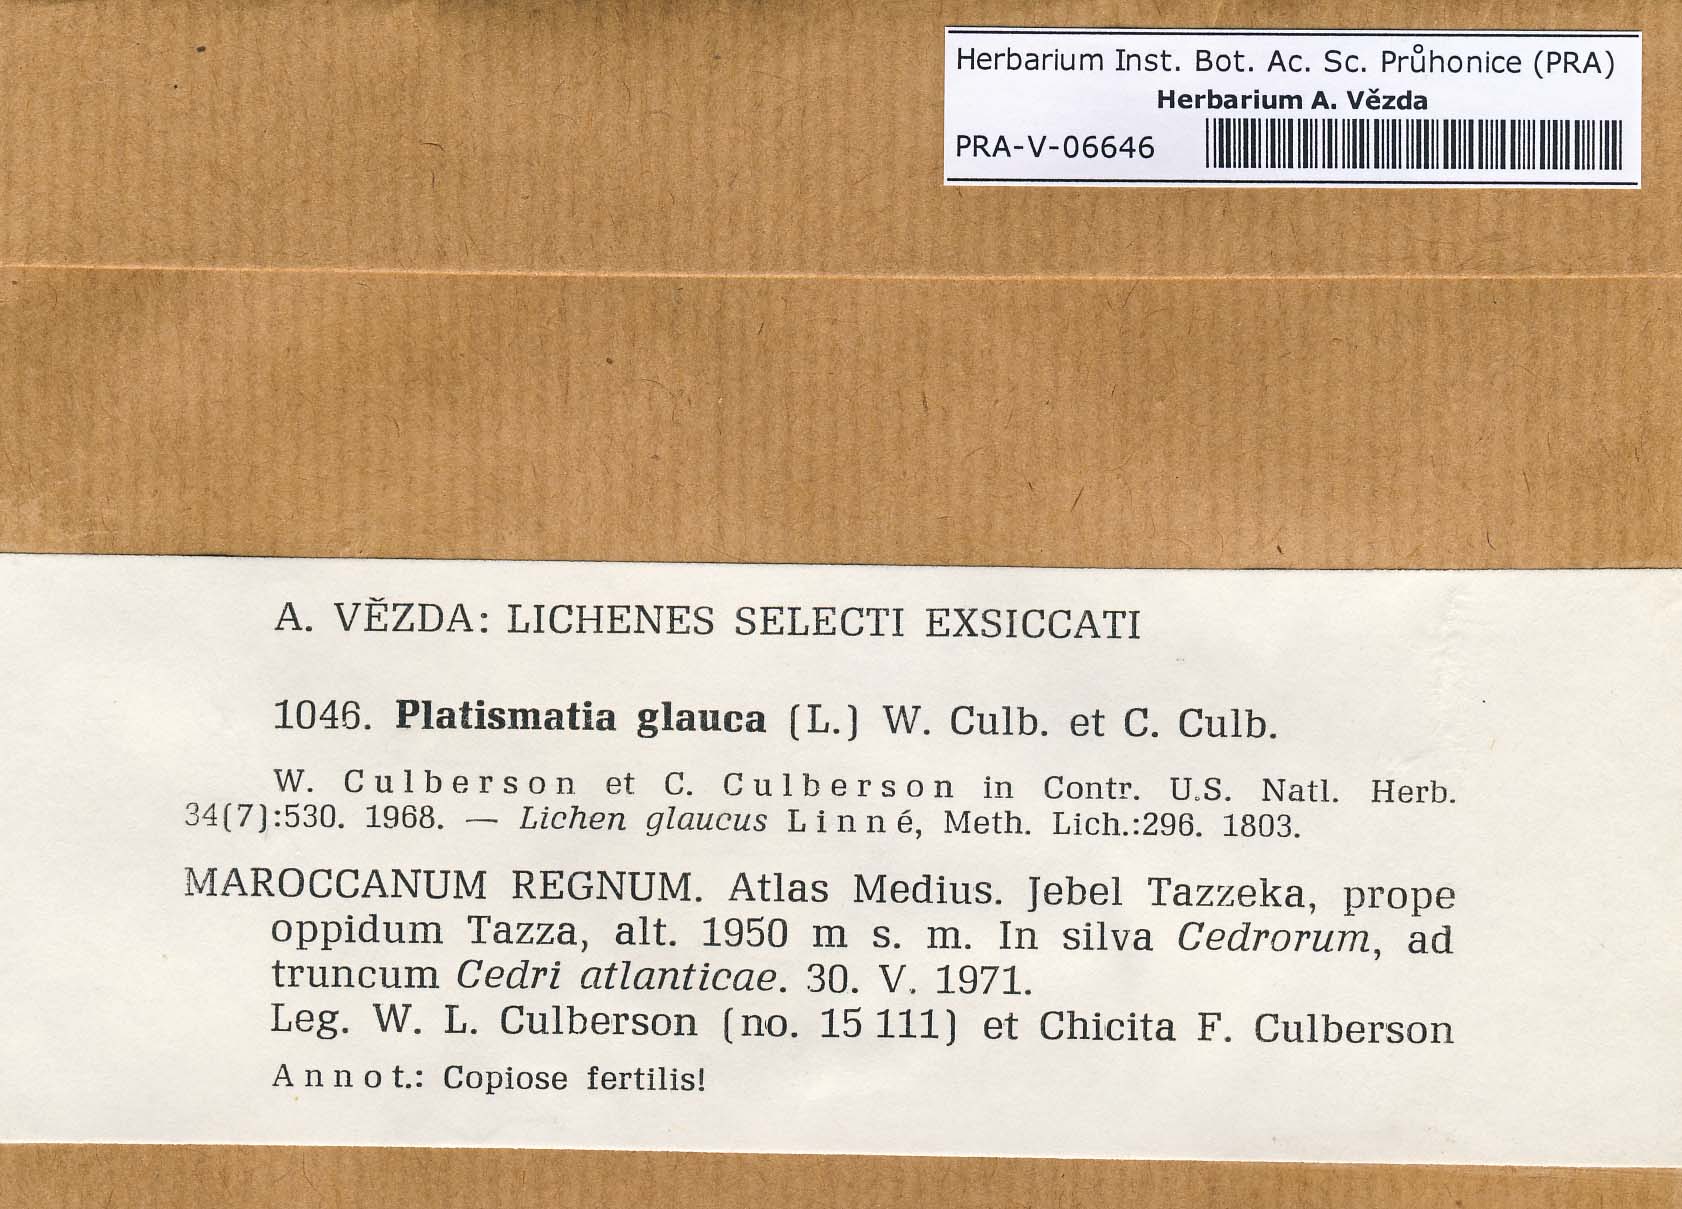 Herbarium Inst. Bot. Ac. Sc. Průhonice (PRA)
Herbarium A. Vězda
PRA-V-06646
A. VĚZDA: LICHENES SELECTI EXSICCATI
1046. Platismatia glauca (L.) W. Culb. et C. Culb.
W. Culberson et C. Culberson in Contr. U.S. Natl. Herb.
34(7):530. 1968. — Lichen glaucus Linné, Meth. Lich.:296. 1803.
MAROCCANUM REGNUM. Atlas Medius. Jebel Tazzeka, prope
oppidum Tazza, alt. 1950 m s. m. In silva Cedrorum, ad
truncum Cedri atlanticae. 30. V. 1971.
Leg. W. L. Culberson (no. 15 111) et Chicita F. Culberson
Annot.: Copiose fertilis!